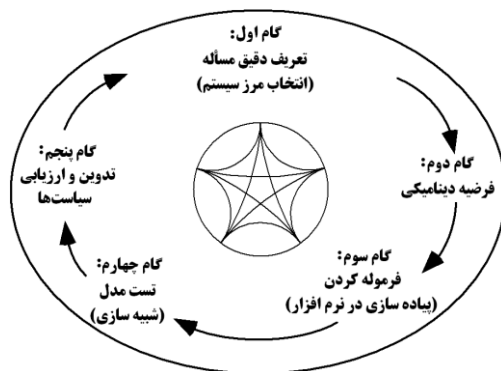 گام اول:
تعریف دقیق مسأله
(انتخاب مرز سیستم)
گام دوم:
فرضیه دینامیکی
گام سوم:
فرموله کردن
(پیاده سازی در نرم افزار)
گام چهارم:
تست مدل
(شبیه سازی)
گام پنجم:
تدوین و ارزیابی
سیاست‌ها